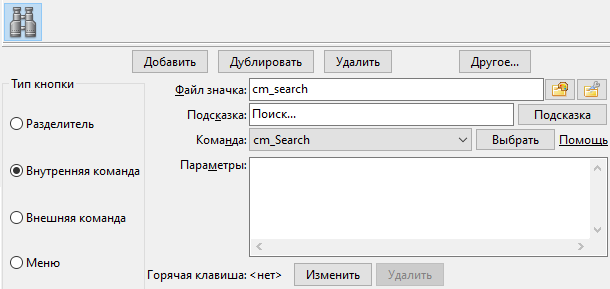 Добавить Дублировать Удалить Другое...
Тип кнопки
Файл значка: cm_search
Разделитель
Подсказка: Поиск... Подсказка
Команда: cm_Search Выбрать Помощь
Внутренняя команда
Параметры:
Внешняя команда
Меню
Горячая клавиша: <нет> Изменить Удалить